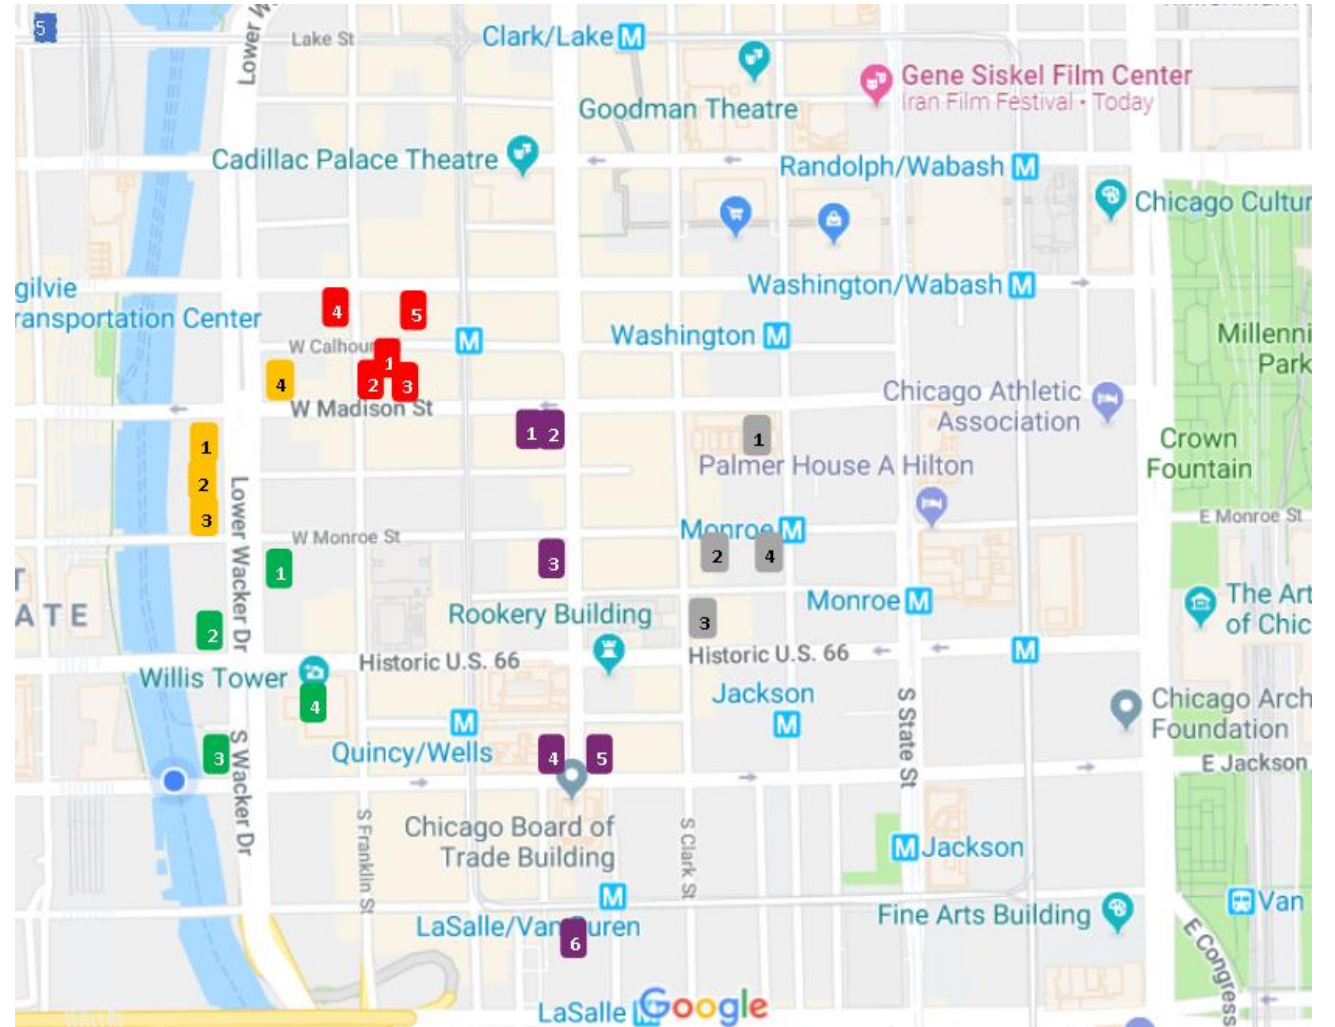 5
Lake St
Lower W
Clark/Lake M
Goodman Theatre
Gene Siskel Film Center
Iran Film Festival • Today
Cadillac Palace Theatre
Randolph/Wabash M
Chicago Cultur
gilvie
ransportation Center
Washington/Wabash M
4
5
W Calhou
M
Washington M
Millenni
Park
1
2
3
4
W Madison St
Chicago Athletic
Association
1 2
1
Crown
Fountain
1
2
3
Palmer House A Hilton
Lower Wacker Dr
W Monroe St
Monroe M
E Monroe St
1
3
2
4
T
ATE
Rookery Building
Monroe M
The Art
of Chic
2
3
Willis Tower
Historic U.S. 66
Historic U.S. 66
M
4
Jackson
M
S State St
Chicago Arch
Foundation
M
Quincy/Wells
3
S Wacker Dr
4
5
E Jackson
S Franklin St
Chicago Board of
Trade Building
S Clark St
M Jackson
M
LaSalle/Van Buren
6
Fine Arts Building
Van
E Congress
LaSalle M
Google